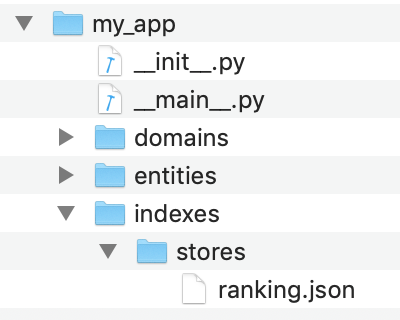 my_app
__init__.py
__main__.py
domains
entities
indexes
stores
ranking.json